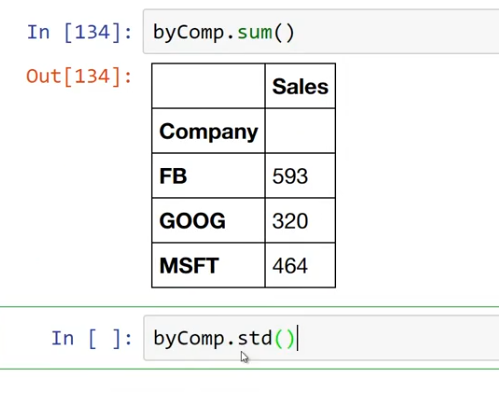 In [134]: byComp.sum()
Out[134]:
Sales
Company
FB 593
GOOG 320
MSFT 464
In [ ]: byComp.std()